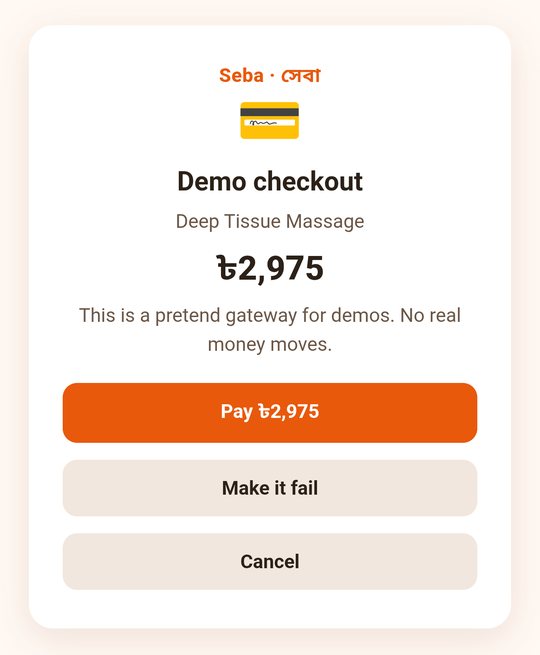 Seba · সেবা
Demo checkout
Deep Tissue Massage
৳2,975
This is a pretend gateway for demos. No real
money moves.
Pay ৳2,975
Make it fail
Cancel